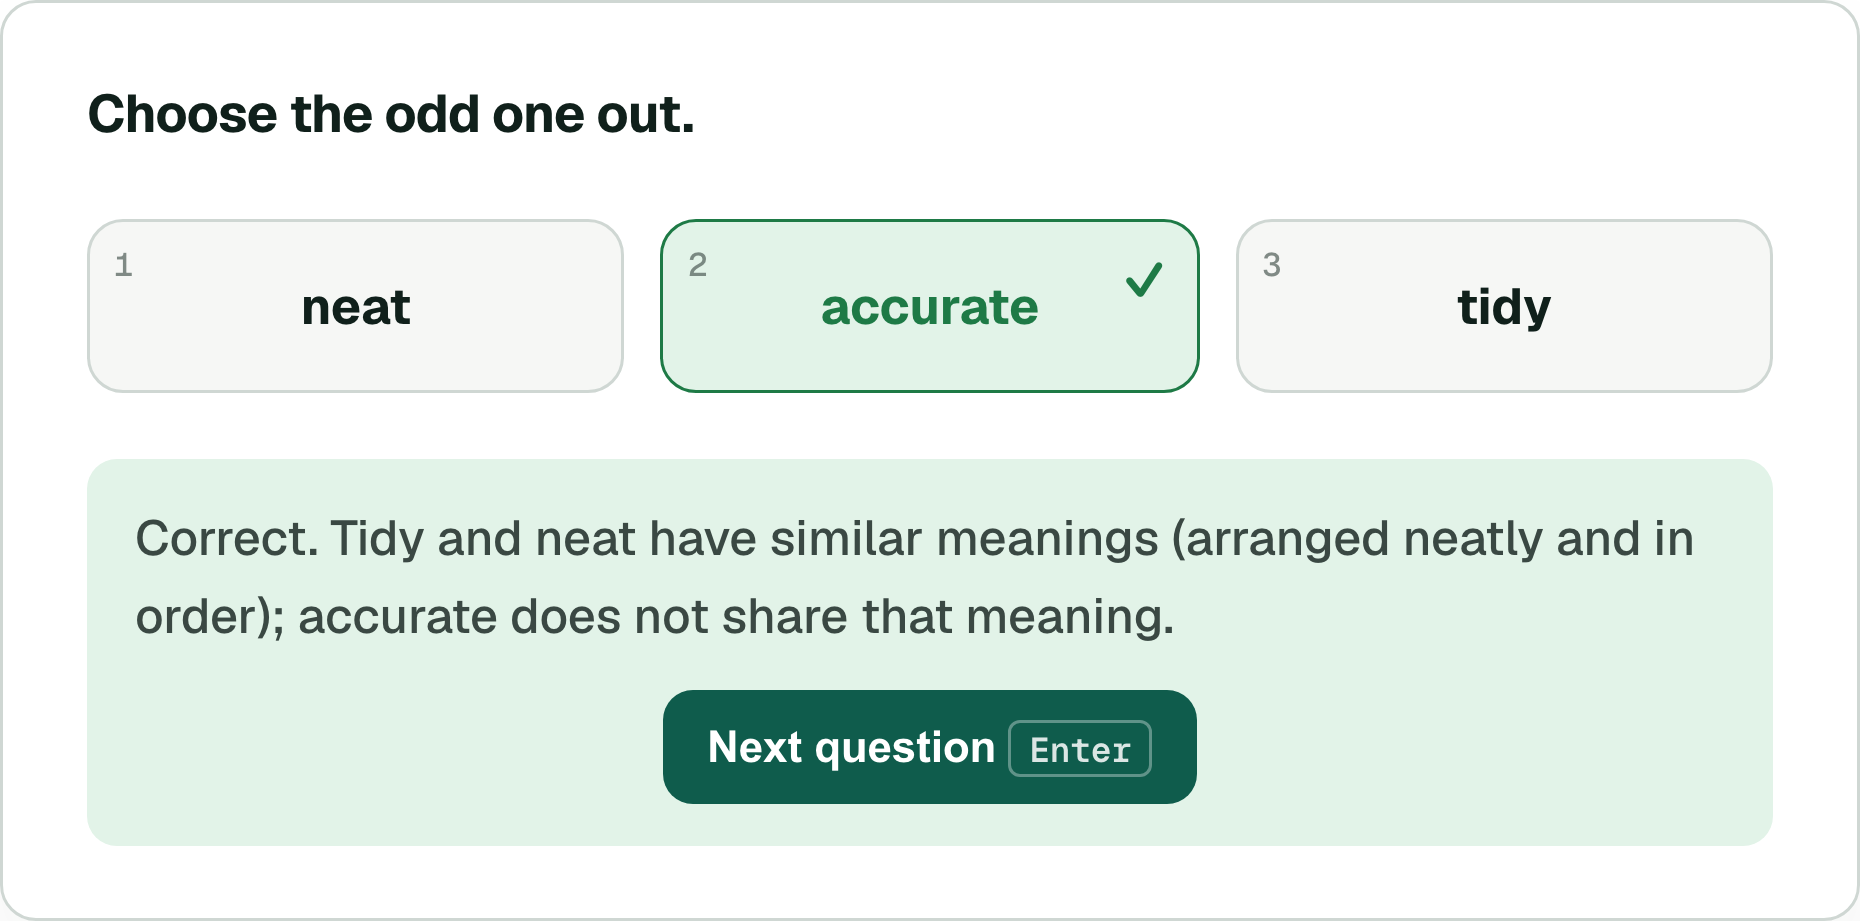 Choose the odd one out.
1
neat
2
accurate
3
tidy
Correct. Tidy and neat have similar meanings (arranged neatly and in
order); accurate does not share that meaning.
Next question Enter